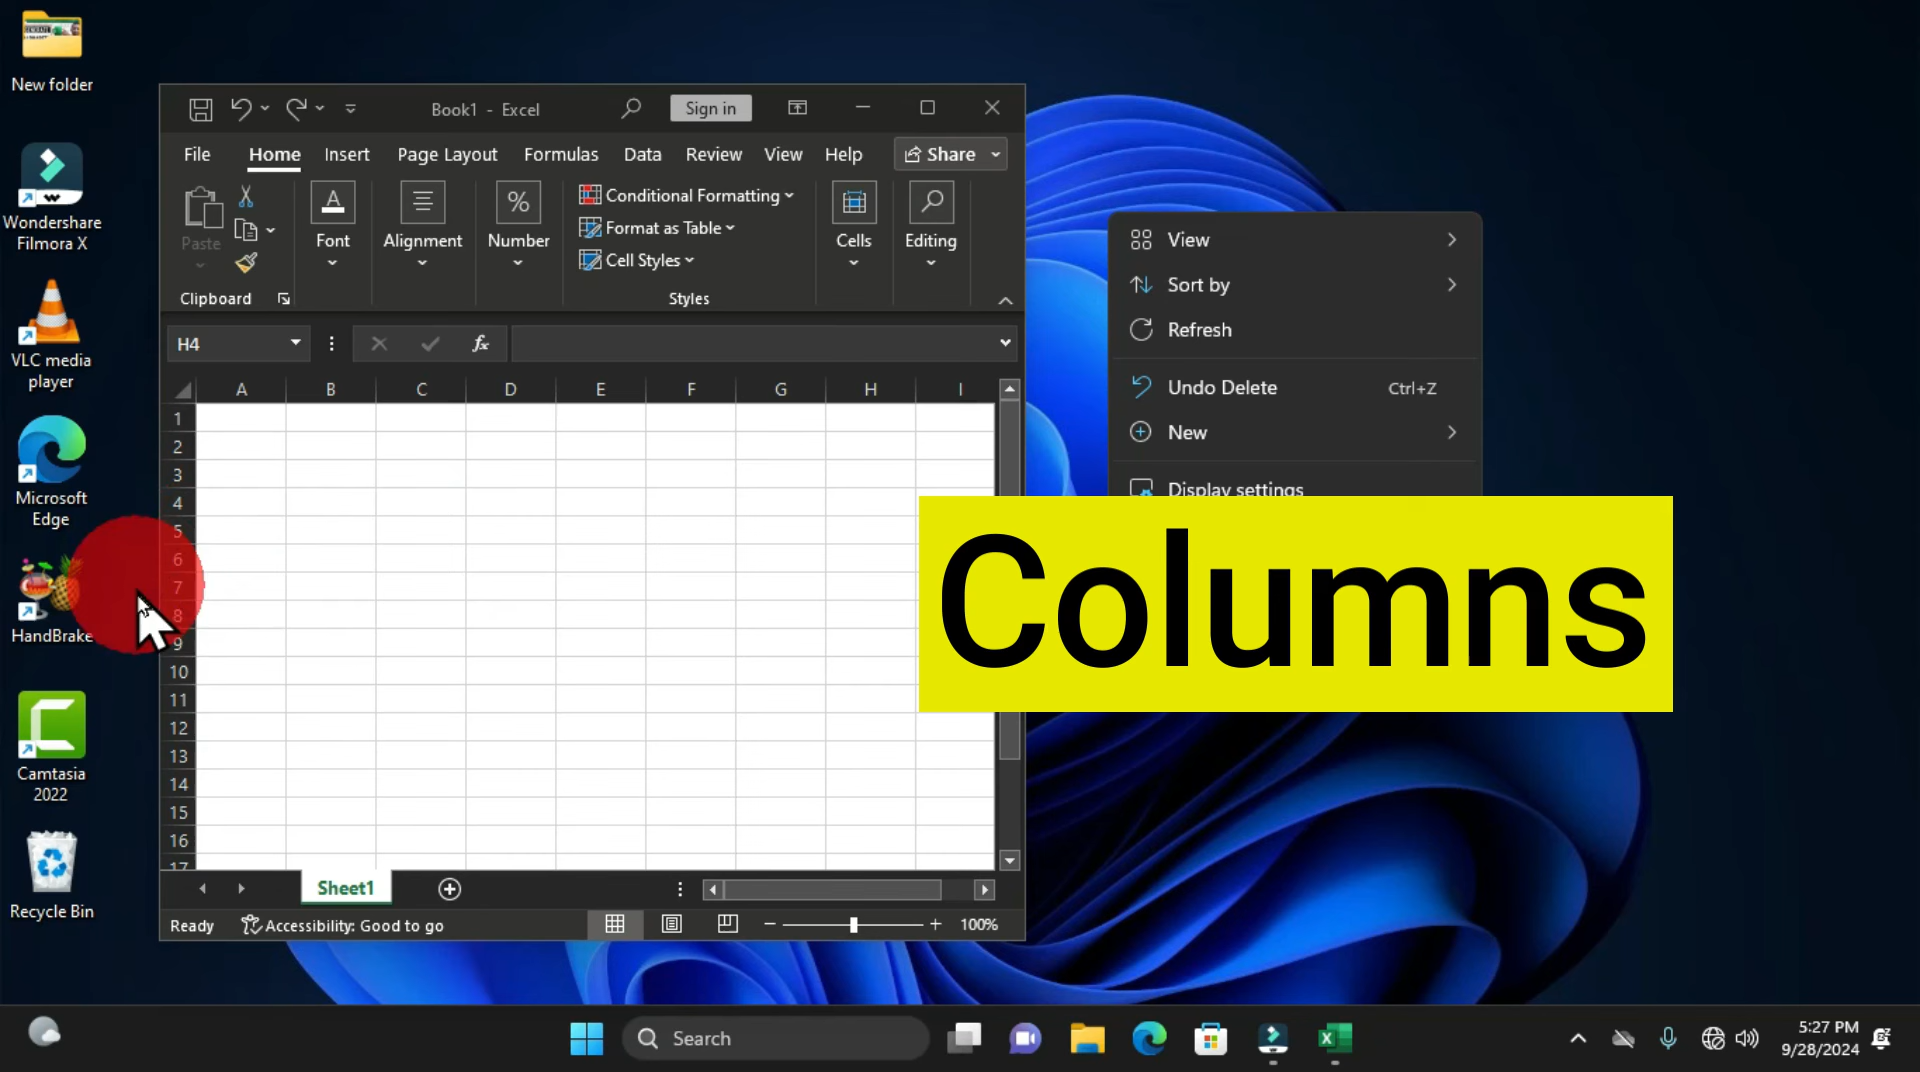 New folder
Wondershare
Filmora X
VLC media
player
Microsoft
Edge
HandBrake
Camtasia
2022
Recycle Bin
Book1 - Excel
Sign in
File Home Insert Page Layout Formulas Data Review View Help Share
Paste
Clipboard
Font
Alignment
%
Number
Conditional Formatting
Format as Table
Cell Styles
Styles
Cells
Editing
H4
fx
A B C D E F G H I
1
2
3
4
5
6
7
8
9
10
11
12
13
14
15
16
17
Sheet1
Ready
Accessibility: Good to go
100%
View
Sort by
Refresh
Undo Delete Ctrl+Z
New
Display settings
Columns
Search
5:27 PM
9/28/2024